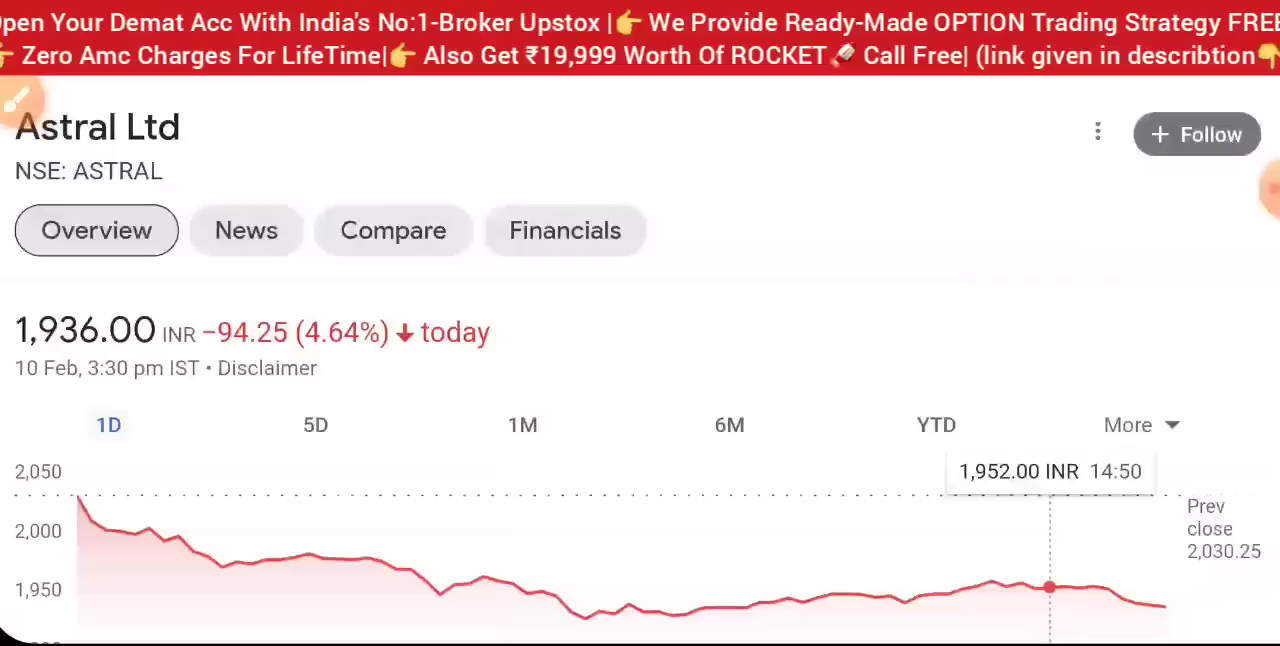 pen Your Demat Acc With India's No:1-Broker Upstox |👉 We Provide Ready-Made OPTION Trading Strategy FREE
👉 Zero Amc Charges For LifeTime|👉 Also Get ₹19,999 Worth Of ROCKET🚀 Call Free| (link given in describtion👇
Astral Ltd
+ Follow
NSE: ASTRAL
Overview News Compare Financials
1,936.00 INR −94.25 (4.64%) ↓ today
10 Feb, 3:30 pm IST • Disclaimer
1D 5D 1M 6M YTD More
2,050
1,952.00 INR 14:50
Prev
close
2,030.25
2,000
1,950